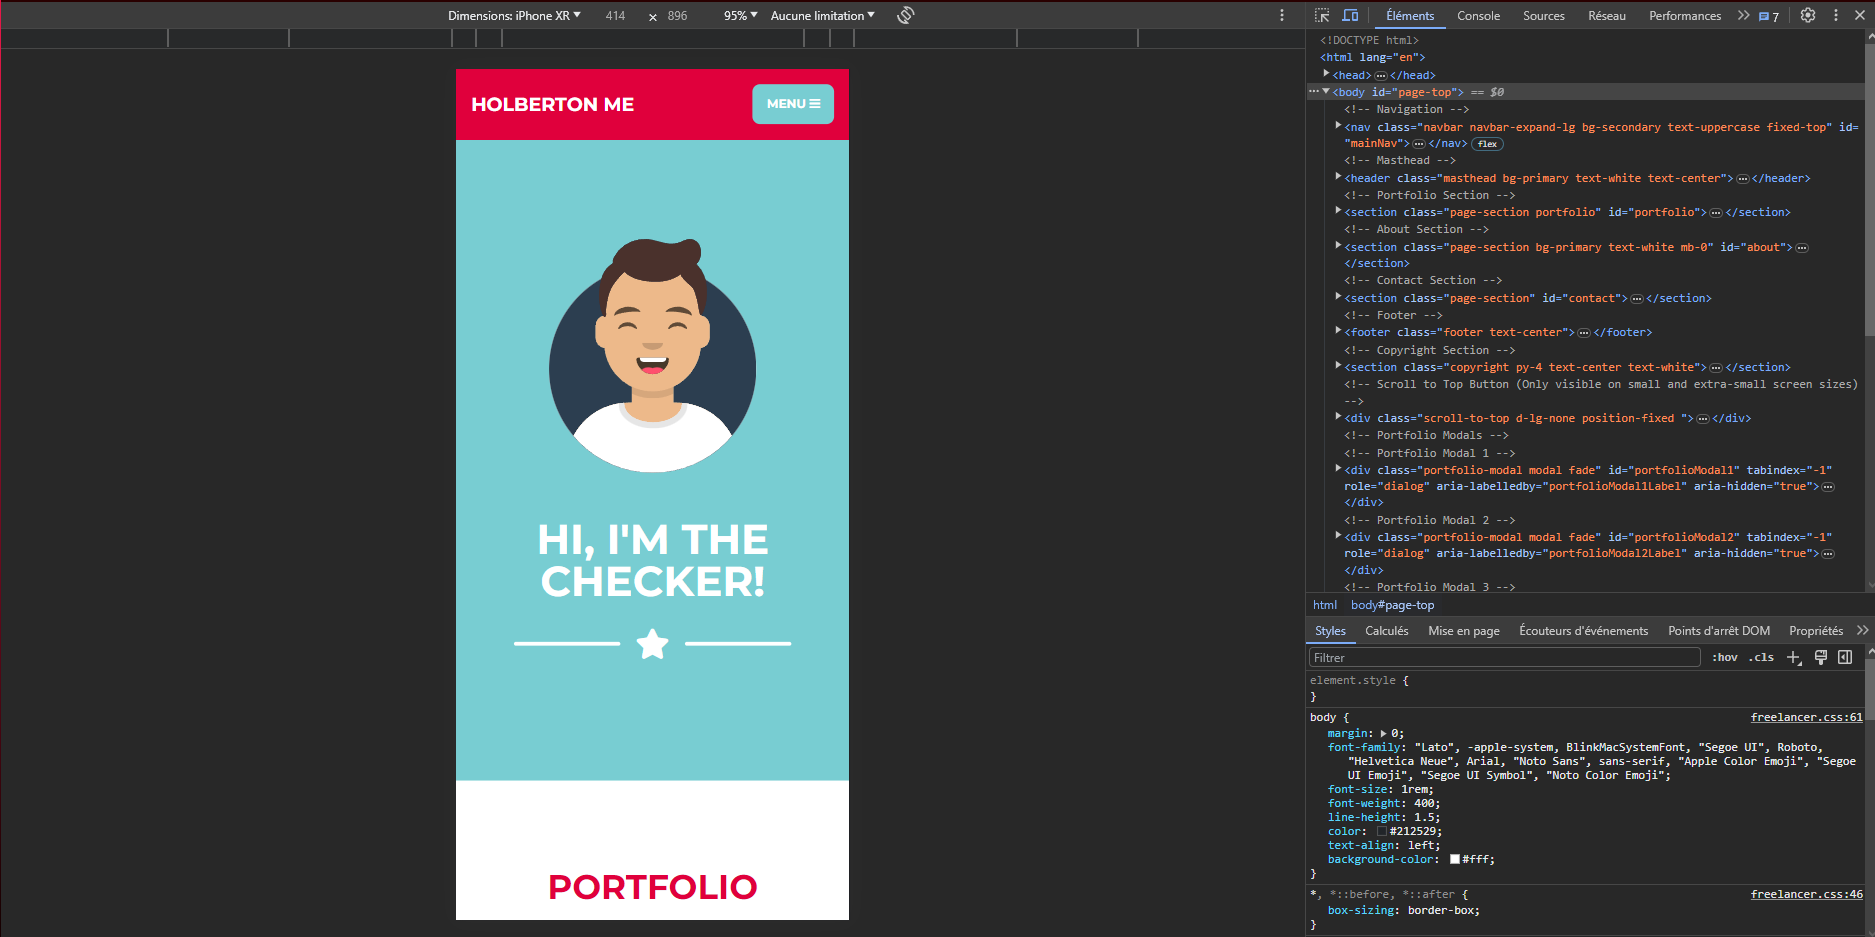 Dimensions: iPhone XR 414 x 896 95% Aucune limitation
HOLBERTON ME
MENU
HI, I'M THE
CHECKER!
PORTFOLIO
Éléments Console Sources Réseau Performances 7
<!DOCTYPE html>
<html lang="en">
<head> </head>
<body id="page-top"> == $0
<!-- Navigation -->
<nav class="navbar navbar-expand-lg bg-secondary text-uppercase fixed-top" id=
"mainNav"> </nav> flex
<!-- Masthead -->
<header class="masthead bg-primary text-white text-center"> </header>
<!-- Portfolio Section -->
<section class="page-section portfolio" id="portfolio"> </section>
<!-- About Section -->
<section class="page-section bg-primary text-white mb-0" id="about">
</section>
<!-- Contact Section -->
<section class="page-section" id="contact"> </section>
<!-- Footer -->
<footer class="footer text-center"> </footer>
<!-- Copyright Section -->
<section class="copyright py-4 text-center text-white"> </section>
<!-- Scroll to Top Button (Only visible on small and extra-small screen sizes)
-->
<div class="scroll-to-top d-lg-none position-fixed "> </div>
<!-- Portfolio Modals -->
<!-- Portfolio Modal 1 -->
<div class="portfolio-modal modal fade" id="portfolioModal1" tabindex="-1"
role="dialog" aria-labelledby="portfolioModal1Label" aria-hidden="true">
</div>
<!-- Portfolio Modal 2 -->
<div class="portfolio-modal modal fade" id="portfolioModal2" tabindex="-1"
role="dialog" aria-labelledby="portfolioModal2Label" aria-hidden="true">
</div>
<!-- Portfolio Modal 3 -->
html body#page-top
Styles Calculés Mise en page Écouteurs d'événements Points d'arrêt DOM Propriétés
Filtrer :hov .cls
element.style {
}
body { freelancer.css:61
margin: 0;
font-family: "Lato", -apple-system, BlinkMacSystemFont, "Segoe UI", Roboto,
"Helvetica Neue", Arial, "Noto Sans", sans-serif, "Apple Color Emoji", "Segoe
UI Emoji", "Segoe UI Symbol", "Noto Color Emoji";
font-size: 1rem;
font-weight: 400;
line-height: 1.5;
color: #212529;
text-align: left;
background-color: #fff;
}
*, *::before, *::after { freelancer.css:46
box-sizing: border-box;
}